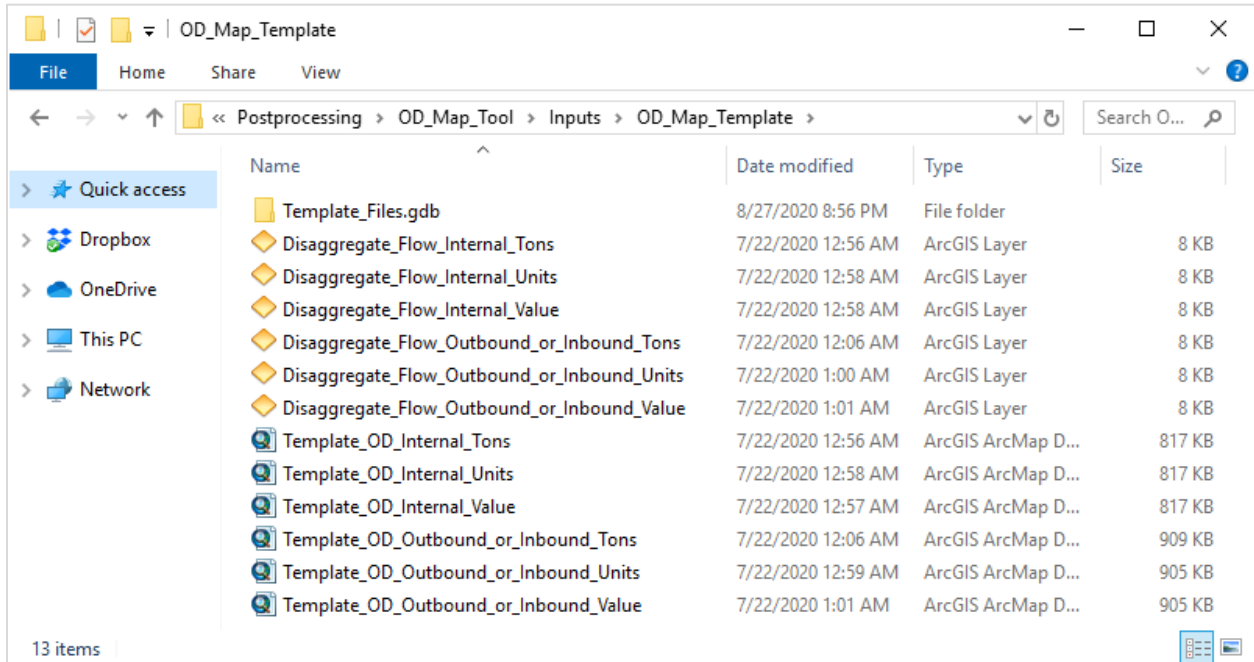 OD_Map_Template
File Home Share View
« Postprocessing > OD_Map_Tool > Inputs > OD_Map_Template > Search O...
Name Date modified Type Size
Quick access
Dropbox
OneDrive
This PC
Network
Template_Files.gdb 8/27/2020 8:56 PM File folder
Disaggregate_Flow_Internal_Tons 7/22/2020 12:56 AM ArcGIS Layer 8 KB
Disaggregate_Flow_Internal_Units 7/22/2020 12:58 AM ArcGIS Layer 8 KB
Disaggregate_Flow_Internal_Value 7/22/2020 12:58 AM ArcGIS Layer 8 KB
Disaggregate_Flow_Outbound_or_Inbound_Tons 7/22/2020 12:06 AM ArcGIS Layer 8 KB
Disaggregate_Flow_Outbound_or_Inbound_Units 7/22/2020 1:00 AM ArcGIS Layer 8 KB
Disaggregate_Flow_Outbound_or_Inbound_Value 7/22/2020 1:01 AM ArcGIS Layer 8 KB
Template_OD_Internal_Tons 7/22/2020 12:56 AM ArcGIS ArcMap D... 817 KB
Template_OD_Internal_Units 7/22/2020 12:58 AM ArcGIS ArcMap D... 817 KB
Template_OD_Internal_Value 7/22/2020 12:57 AM ArcGIS ArcMap D... 817 KB
Template_OD_Outbound_or_Inbound_Tons 7/22/2020 12:06 AM ArcGIS ArcMap D... 909 KB
Template_OD_Outbound_or_Inbound_Units 7/22/2020 12:59 AM ArcGIS ArcMap D... 905 KB
Template_OD_Outbound_or_Inbound_Value 7/22/2020 1:01 AM ArcGIS ArcMap D... 905 KB
13 items